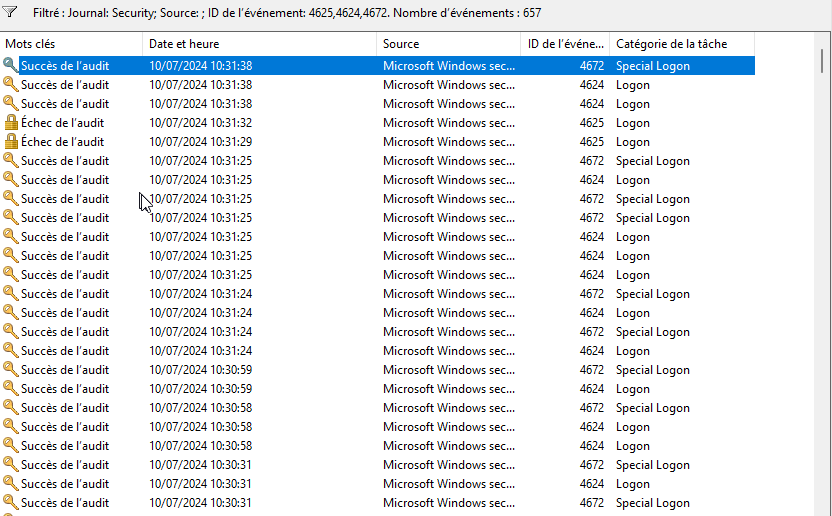 Filtré : Journal: Security; Source: ; ID de l'événement: 4625,4624,4672. Nombre d'événements : 657
Mots clés Date et heure Source ID de l'événe... Catégorie de la tâche
Succès de l'audit 10/07/2024 10:31:38 Microsoft Windows sec... 4672 Special Logon
Succès de l'audit 10/07/2024 10:31:38 Microsoft Windows sec... 4624 Logon
Succès de l'audit 10/07/2024 10:31:38 Microsoft Windows sec... 4624 Logon
Échec de l'audit 10/07/2024 10:31:32 Microsoft Windows sec... 4625 Logon
Échec de l'audit 10/07/2024 10:31:29 Microsoft Windows sec... 4625 Logon
Succès de l'audit 10/07/2024 10:31:25 Microsoft Windows sec... 4672 Special Logon
Succès de l'audit 10/07/2024 10:31:25 Microsoft Windows sec... 4624 Logon
Succès de l'audit 10/07/2024 10:31:25 Microsoft Windows sec... 4672 Special Logon
Succès de l'audit 10/07/2024 10:31:25 Microsoft Windows sec... 4672 Special Logon
Succès de l'audit 10/07/2024 10:31:25 Microsoft Windows sec... 4624 Logon
Succès de l'audit 10/07/2024 10:31:25 Microsoft Windows sec... 4624 Logon
Succès de l'audit 10/07/2024 10:31:25 Microsoft Windows sec... 4624 Logon
Succès de l'audit 10/07/2024 10:31:24 Microsoft Windows sec... 4672 Special Logon
Succès de l'audit 10/07/2024 10:31:24 Microsoft Windows sec... 4624 Logon
Succès de l'audit 10/07/2024 10:31:24 Microsoft Windows sec... 4672 Special Logon
Succès de l'audit 10/07/2024 10:31:24 Microsoft Windows sec... 4624 Logon
Succès de l'audit 10/07/2024 10:30:59 Microsoft Windows sec... 4672 Special Logon
Succès de l'audit 10/07/2024 10:30:59 Microsoft Windows sec... 4624 Logon
Succès de l'audit 10/07/2024 10:30:58 Microsoft Windows sec... 4672 Special Logon
Succès de l'audit 10/07/2024 10:30:58 Microsoft Windows sec... 4624 Logon
Succès de l'audit 10/07/2024 10:30:58 Microsoft Windows sec... 4624 Logon
Succès de l'audit 10/07/2024 10:30:31 Microsoft Windows sec... 4672 Special Logon
Succès de l'audit 10/07/2024 10:30:31 Microsoft Windows sec... 4624 Logon
Succès de l'audit 10/07/2024 10:30:31 Microsoft Windows sec... 4672 Special Logon